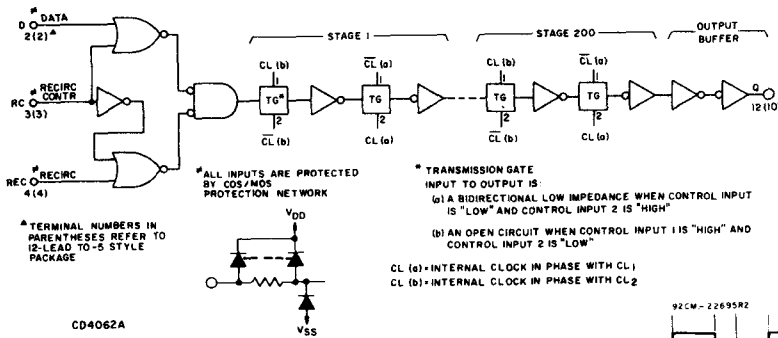 STAGE 1
STAGE 200
OUTPUT
BUFFER
D
≠ DATA
2(2) ▲
RC
≠ RECIRC
CONTR
3(3)
REC
≠ RECIRC
4(4)
CL (b)
1
TG*
2
C̅L̅ (b)
C̅L̅ (a)
1
TG
2
CL (a)
CL (b)
1
TG
2
C̅L̅ (b)
C̅L̅ (a)
1
TG
2
CL (a)
Q
12(10)
≠ ALL INPUTS ARE PROTECTED
BY COS/MOS
PROTECTION NETWORK
▲ TERMINAL NUMBERS IN
PARENTHESES REFER TO
12-LEAD TO-5 STYLE
PACKAGE
VDD
VSS
* TRANSMISSION GATE
INPUT TO OUTPUT IS:
(a) A BIDIRECTIONAL LOW IMPEDANCE WHEN CONTROL INPUT
IS "LOW" AND CONTROL INPUT 2 IS "HIGH"
(b) AN OPEN CIRCUIT WHEN CONTROL INPUT 1 IS "HIGH" AND
CONTROL INPUT 2 IS "LOW"
CL (a) = INTERNAL CLOCK IN PHASE WITH CL1
CL (b) = INTERNAL CLOCK IN PHASE WITH CL2
CD4062A
92CM-22695R2